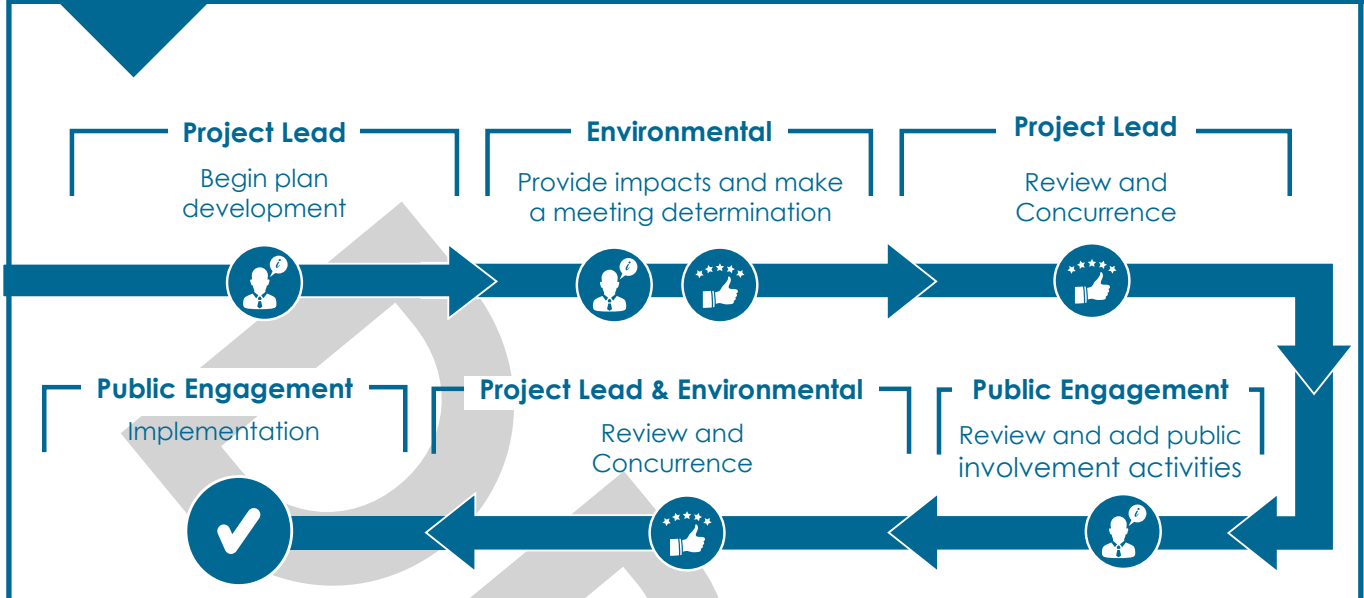 Project Lead
Begin plan
development
Environmental
Provide impacts and make
a meeting determination
Project Lead
Review and
Concurrence
Public Engagement
Review and add public
involvement activities
Project Lead & Environmental
Review and
Concurrence
Public Engagement
Implementation